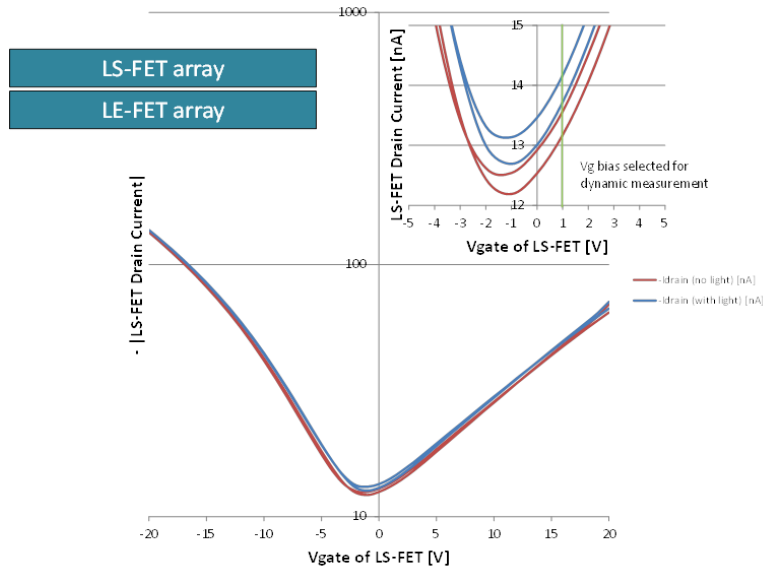 LS-FET array
LE-FET array
1000
100
10
- |LS-FET Drain Current|
-20 -15 -10 -5 0 5 10 15 20
Vgate of LS-FET [V]
LS-FET Drain Current [nA]
15
14
13
12
-5 -4 -3 -2 -1 0 1 2 3 4 5
Vgate of LS-FET [V]
Vg bias selected for
dynamic measurement
-Idrain (no light) [nA]
-Idrain (with light) [nA]